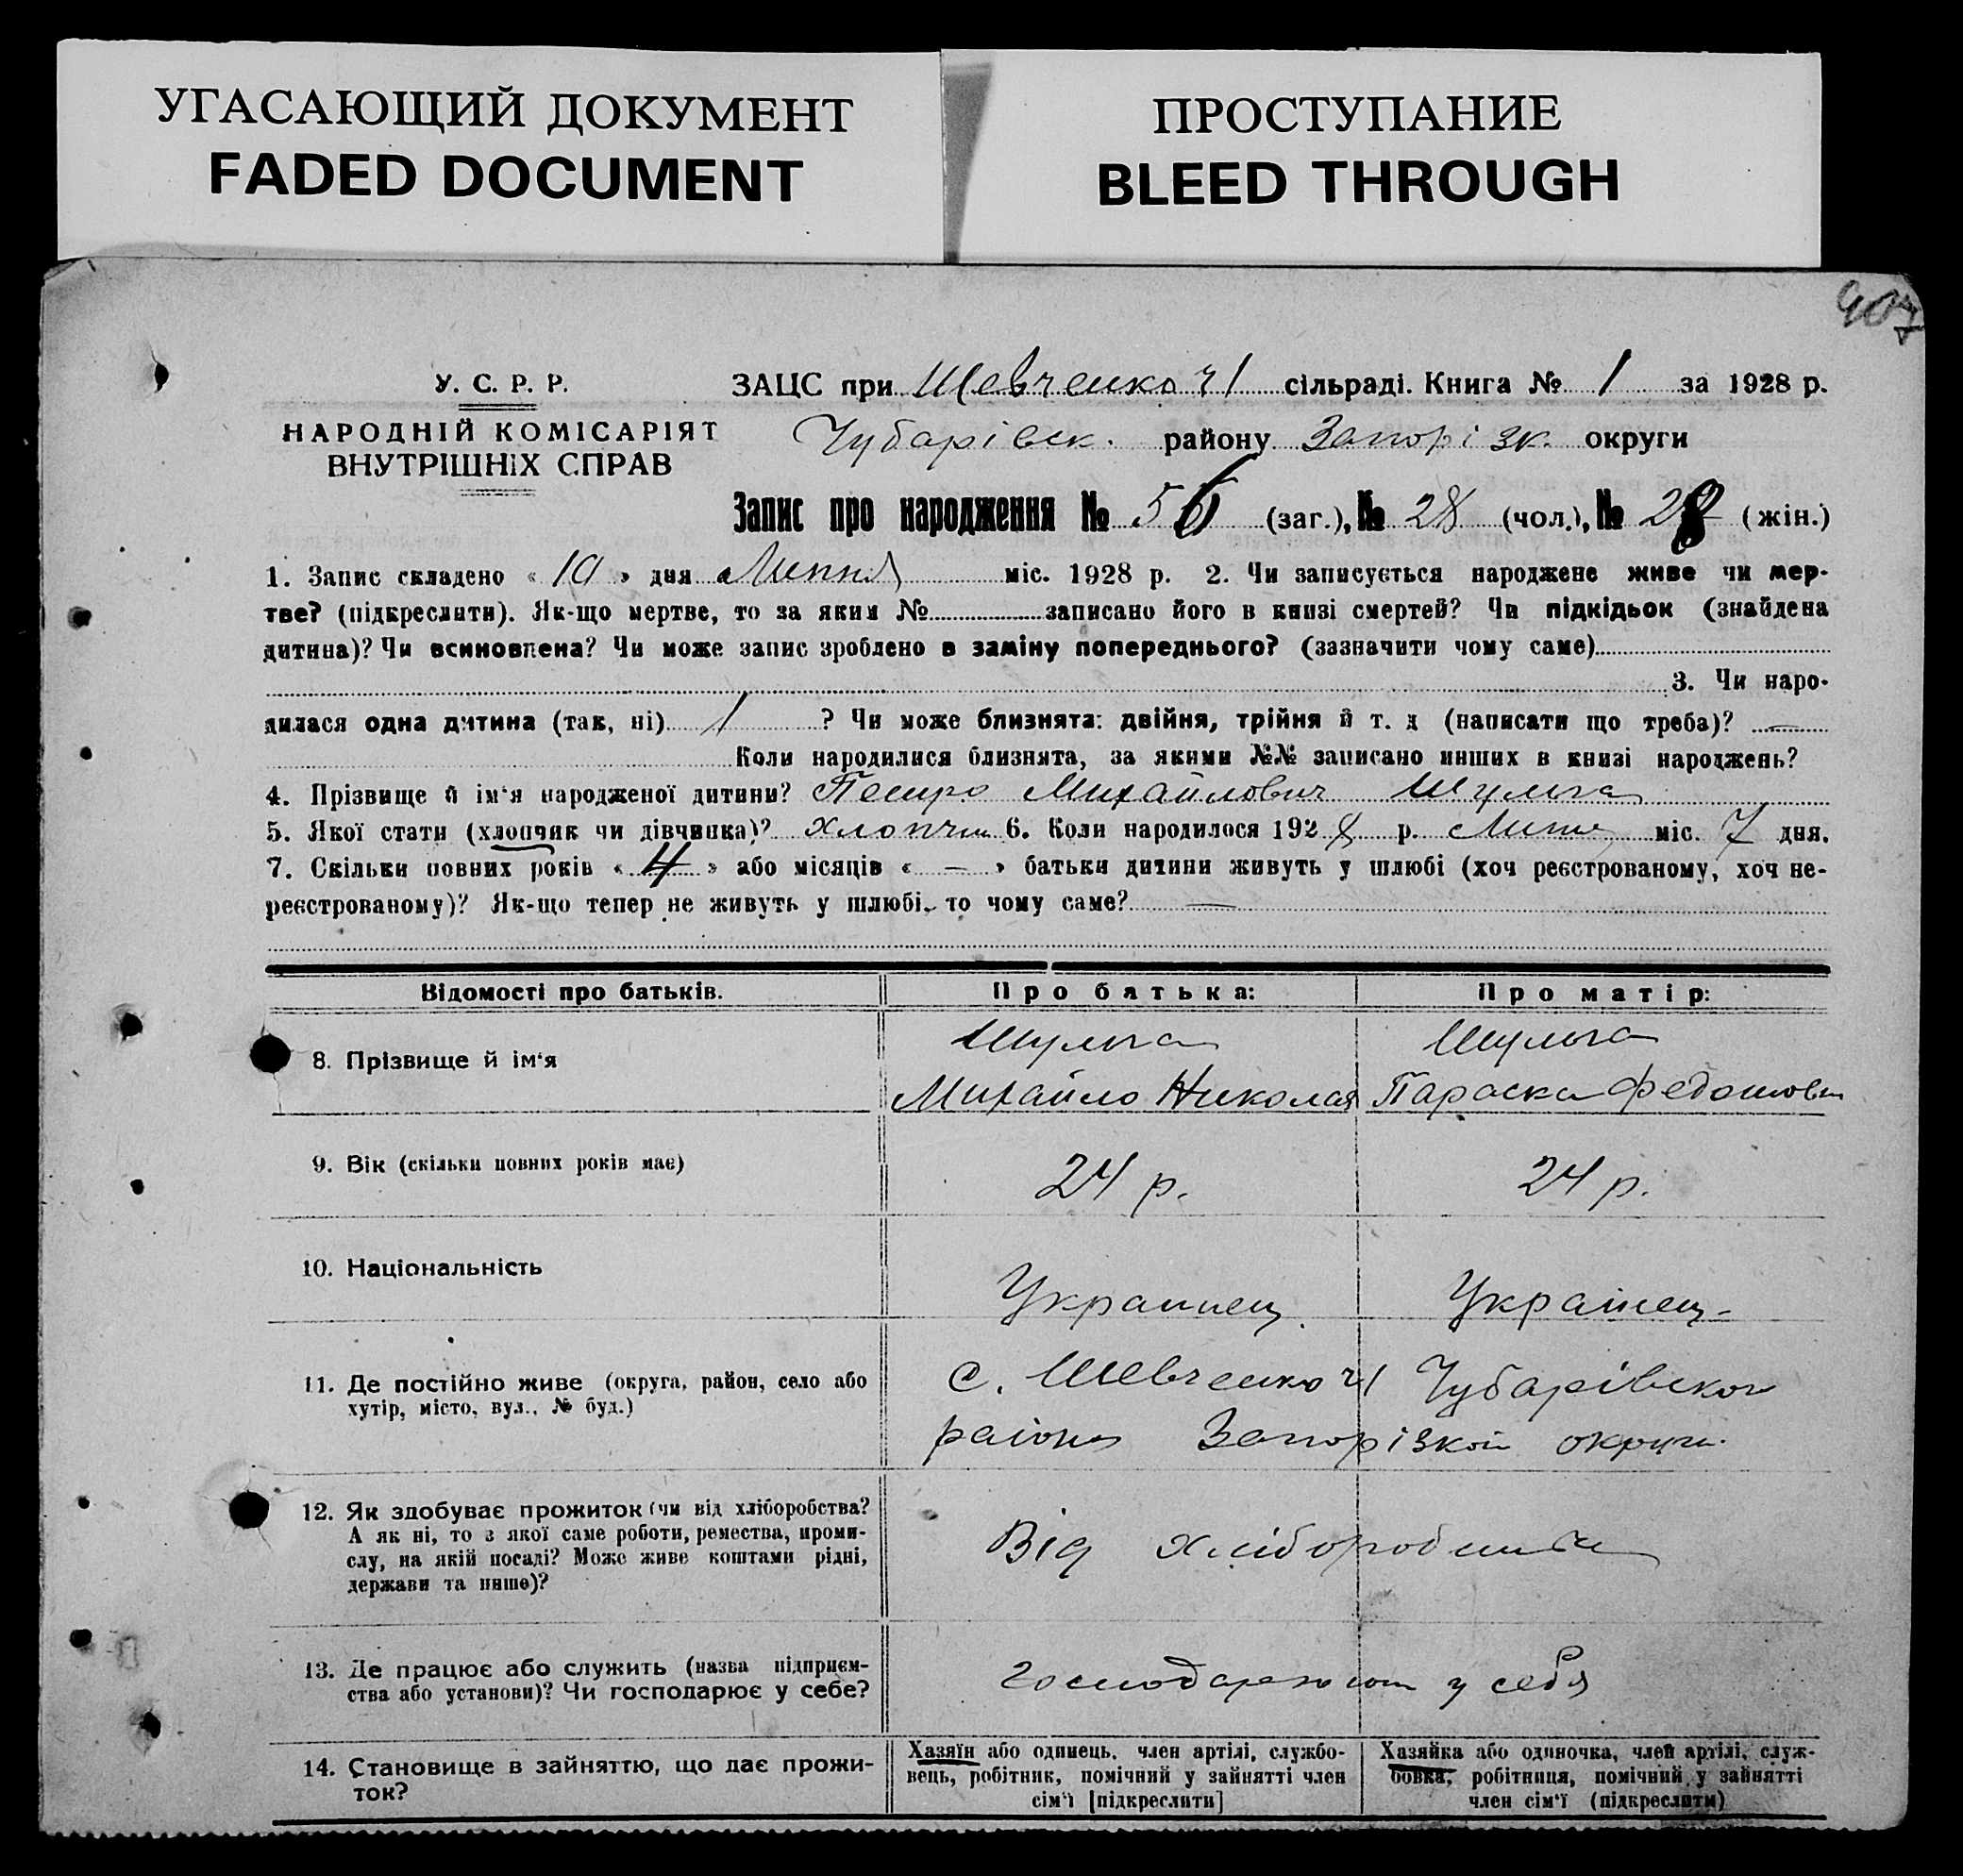 УГАСАЮЩИЙ ДОКУМЕНТ
FADED DOCUMENT
ПРОСТУПАНИЕ
BLEED THROUGH
407
У. С. Р. Р.
НАРОДНІЙ КОМІСАРІЯТ
ВНУТРІШНІХ СПРАВ
ЗАЦС при Шевченко ч1 сільраді. Книга № 1 за 1928 р.
Чубарівск. району Запорізк. округи
Запис про народження № 56 (заг.), № 28 (чол.), № 28 (жін.)
1. Запис складено « 10 » дня Липня міс. 1928 р. 2. Чи записується народжене живе чи мер-
тве? (підкреслити). Як-що мертве, то за яким № записано його в книзі смертей? Чи підкідьок (знайдена
дитина)? Чи всиновлена? Чи може запис зроблено в заміну попереднього? (зазначити чому саме)
3. Чи наро-
дилася одна дитина (так, ні) 1 ? Чи може близнята: двійня, трійня й т. д (написати що треба)? —
Коли народилися близнята, за якими №№ записано инших в книзі народжень?
4. Прізвище й ім'я народженої дитини? Петро Михайлович Шульга
5. Якої стати (хлопчик чи дівчинка)? Хлопчик 6. Коли народилося 1928 р. Липня міс. 7 дня.
7. Скільки повних років « 4 » або місяців « — » батьки дитини живуть у шлюбі (хоч реєстрованому, хоч не-
реєстрованому)? Як-що тепер не живуть у шлюбі, то чому саме? —
Відомості про батьків.
Про батька:
Про матір:
8. Прізвище й ім'я
Шульга
Михайло Николая
Шульга
Параска Федотовн
9. Вік (скільки повних років має)
24 р.
24 р.
10. Національність
Украинец
Украінец
11. Де постійно живе (округа, район, село або
хутір, місто, вул., № буд.)
с. Шевченко ч1 Чубарівскои
району Запорізкой округи.
12. Як здобуває прожиток (чи від хліборобства?
А як ні, то з якої саме роботи, ремества, проми-
слу, на якій посаді? Може живе коштами рідні,
держави та инше)?
Від хліборобства
13. Де працює або служить (назва підприєм-
ства або установи)? Чи господарює у себе?
господарюют у себя
14. Становище в зайняттю, що дає прожи-
ток?
Хазяїн або одинець, член артілі, службо-
вець, робітник, помічний у зайнятті член
сім'ї [підкреслити]
Хазяйка або одиночка, член артілі, служ-
бовка, робітниця, помічний у зайнятті
член сім'ї (підкреслити)